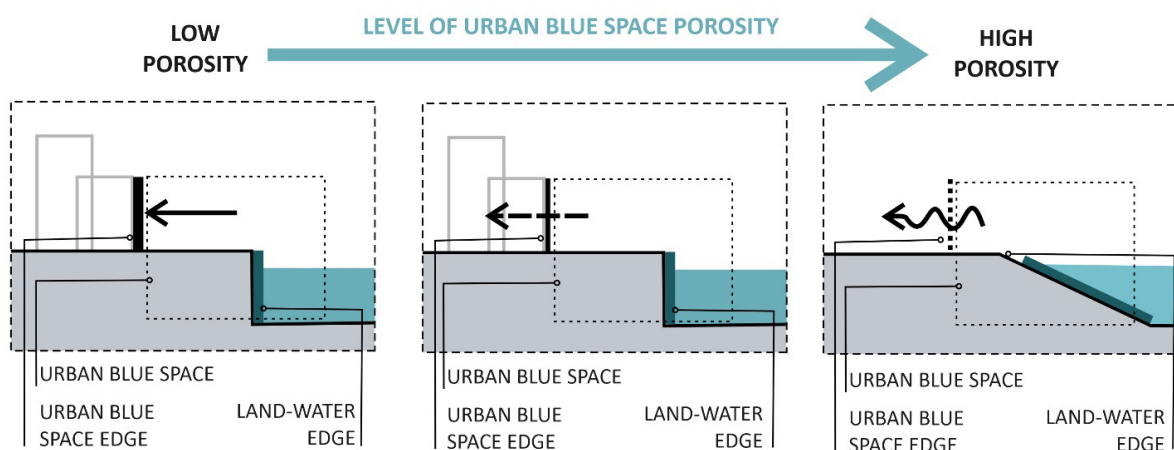 LEVEL OF URBAN BLUE SPACE POROSITY
LOW
POROSITY
HIGH
POROSITY
URBAN BLUE SPACE
URBAN BLUE
SPACE EDGE
LAND-WATER
EDGE
URBAN BLUE SPACE
URBAN BLUE
SPACE EDGE
LAND-WATER
EDGE
URBAN BLUE SPACE
URBAN BLUE
SPACE EDGE
LAND-WATER
EDGE